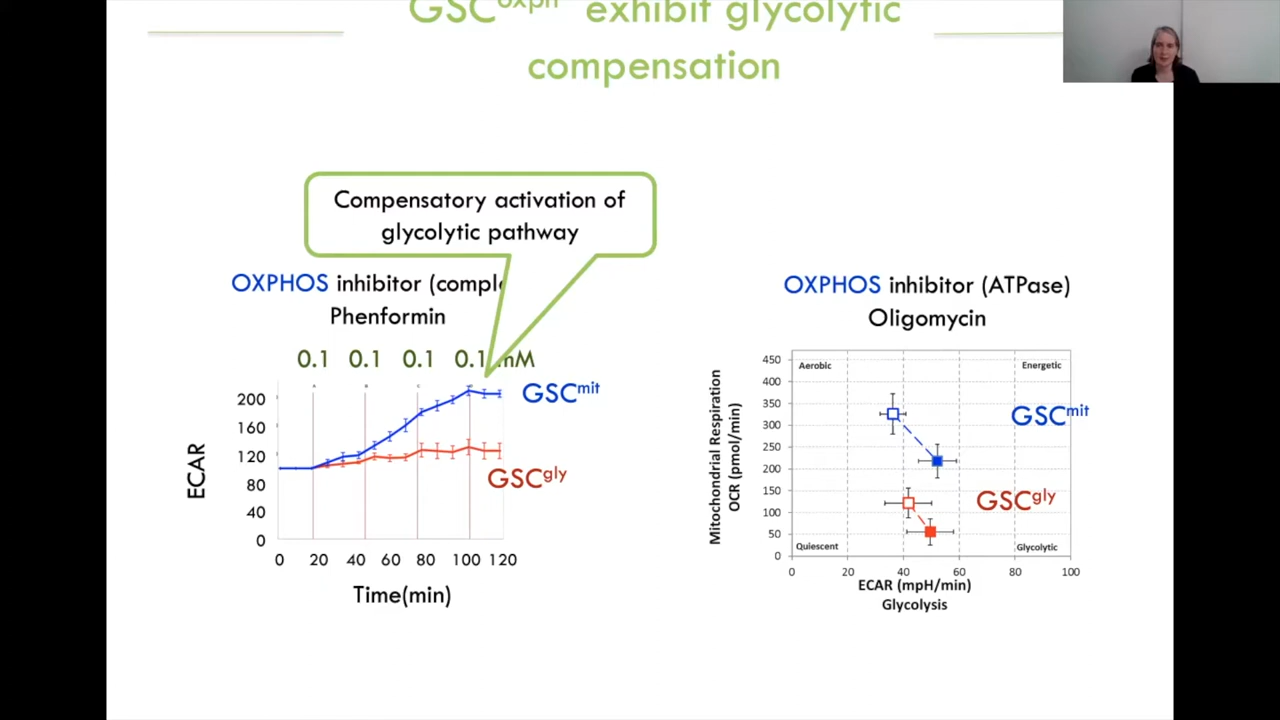 GSCoxph exhibit glycolytic
compensation
Compensatory activation of
glycolytic pathway
OXPHOS inhibitor (comple
Phenformin
0.1 0.1 0.1 0.1 mM
A B C
200
160
120
80
40
0
ECAR
0 20 40 60 80 100 120
Time(min)
GSCmit
GSCgly
OXPHOS inhibitor (ATPase)
Oligomycin
Mitochondrial Respiration
OCR (pmol/min)
450
400
350
300
250
200
150
100
50
0
Aerobic
Energetic
GSCmit
GSCgly
Quiescent
Glycolytic
0 20 40 60 80 100
ECAR (mpH/min)
Glycolysis